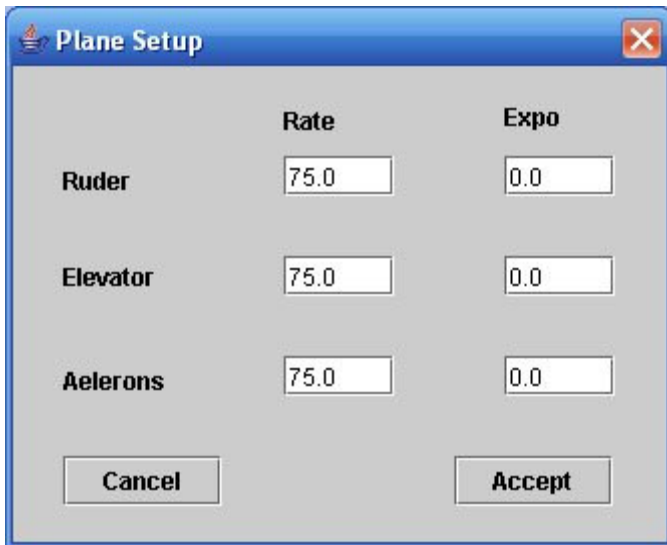 Plane Setup
Rate Expo
Ruder 75.0 0.0
Elevator 75.0 0.0
Aelerons 75.0 0.0
Cancel Accept